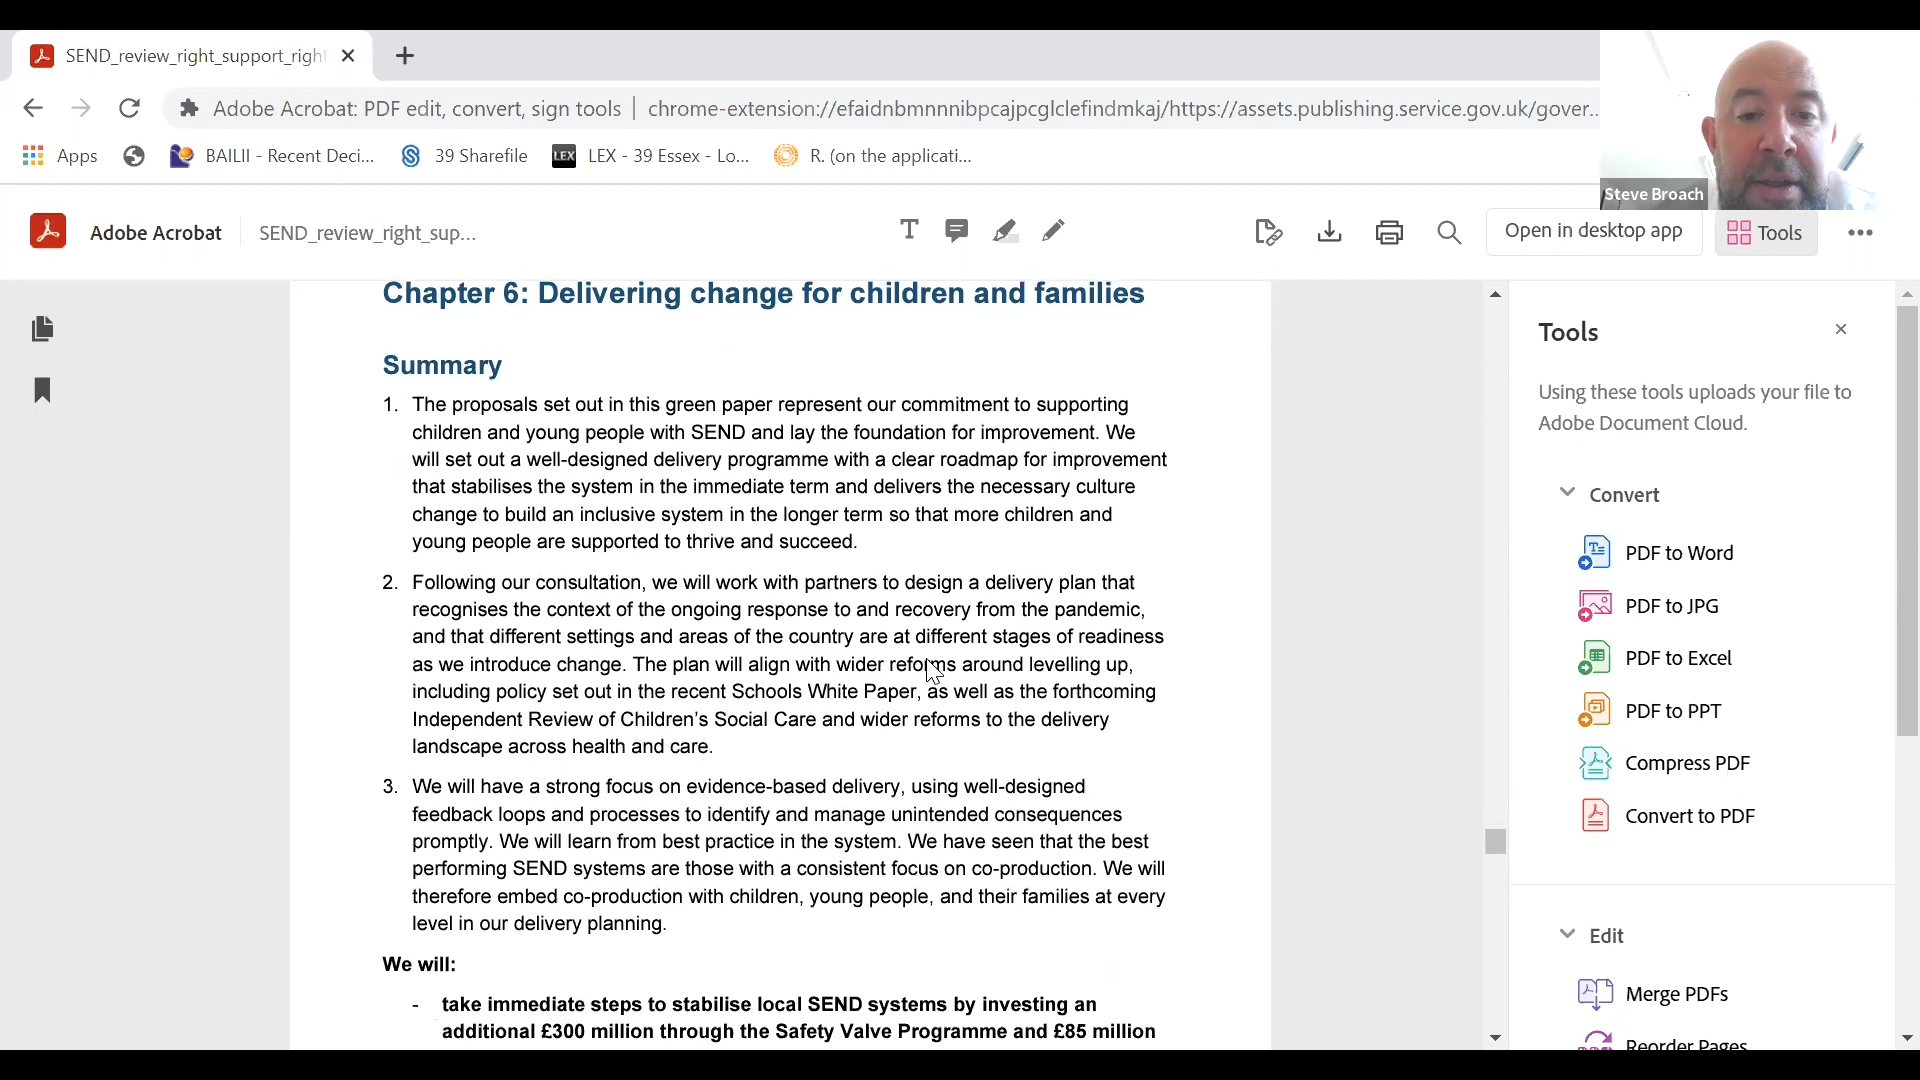 SEND_review_right_support_right
Adobe Acrobat: PDF edit, convert, sign tools | chrome-extension://efaidnbmnnnibpcajpcglclefindmkaj/https://assets.publishing.service.gov.uk/gover...
Apps BAILII - Recent Deci... 39 Sharefile LEX LEX - 39 Essex - Lo... R. (on the applicati...
Steve Broach
Adobe Acrobat SEND_review_right_sup... T Open in desktop app Tools
Chapter 6: Delivering change for children and families
Summary
1. The proposals set out in this green paper represent our commitment to supporting
children and young people with SEND and lay the foundation for improvement. We
will set out a well-designed delivery programme with a clear roadmap for improvement
that stabilises the system in the immediate term and delivers the necessary culture
change to build an inclusive system in the longer term so that more children and
young people are supported to thrive and succeed.
2. Following our consultation, we will work with partners to design a delivery plan that
recognises the context of the ongoing response to and recovery from the pandemic,
and that different settings and areas of the country are at different stages of readiness
as we introduce change. The plan will align with wider reforms around levelling up,
including policy set out in the recent Schools White Paper, as well as the forthcoming
Independent Review of Children's Social Care and wider reforms to the delivery
landscape across health and care.
3. We will have a strong focus on evidence-based delivery, using well-designed
feedback loops and processes to identify and manage unintended consequences
promptly. We will learn from best practice in the system. We have seen that the best
performing SEND systems are those with a consistent focus on co-production. We will
therefore embed co-production with children, young people, and their families at every
level in our delivery planning.
We will:
- take immediate steps to stabilise local SEND systems by investing an
additional £300 million through the Safety Valve Programme and £85 million
Tools
Using these tools uploads your file to
Adobe Document Cloud.
Convert
PDF to Word
PDF to JPG
PDF to Excel
PDF to PPT
Compress PDF
Convert to PDF
Edit
Merge PDFs
Reorder Pages